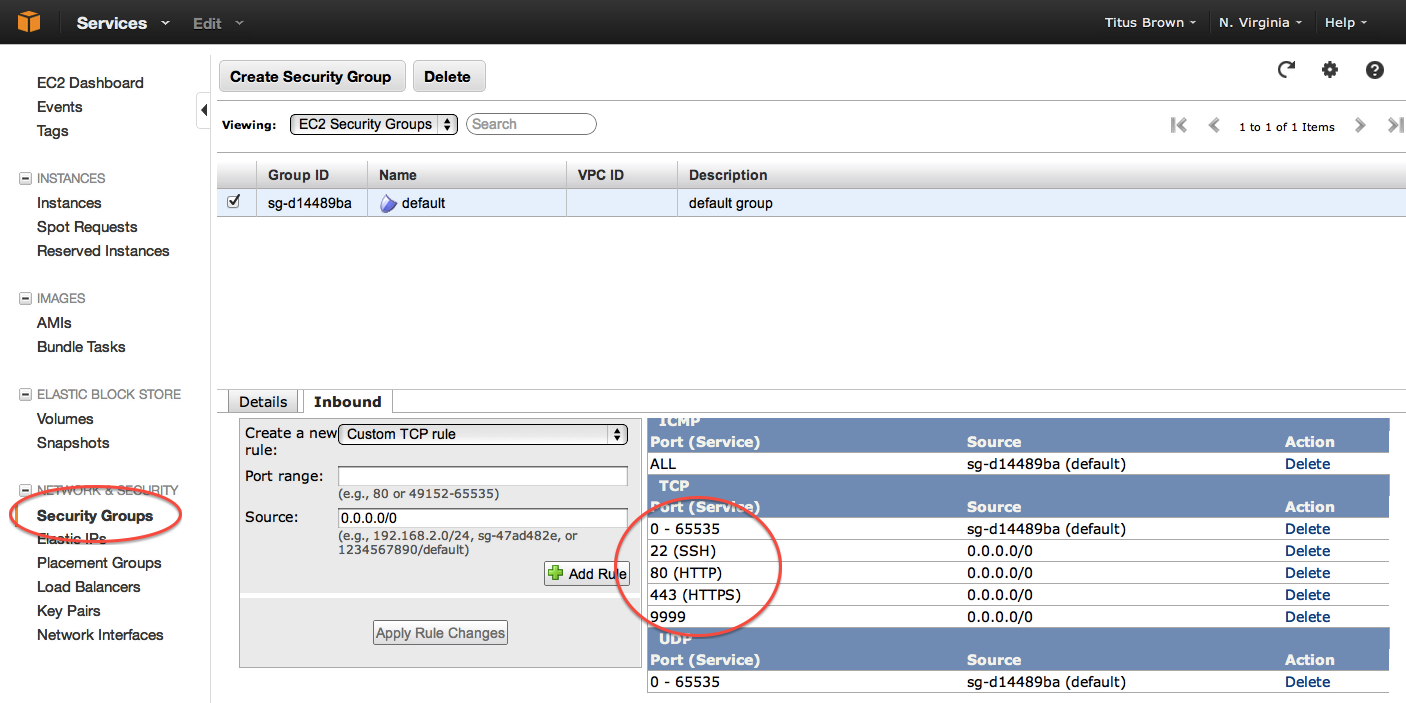 Services Edit Titus Brown N. Virginia Help
EC2 Dashboard
Events
Tags
INSTANCES
Instances
Spot Requests
Reserved Instances
IMAGES
AMIs
Bundle Tasks
ELASTIC BLOCK STORE
Volumes
Snapshots
NETWORK & SECURITY
Security Groups
Elastic IPs
Placement Groups
Load Balancers
Key Pairs
Network Interfaces
Create Security Group Delete
Viewing: EC2 Security Groups Search 1 to 1 of 1 Items
Group ID Name VPC ID Description
sg-d14489ba default default group
Details Inbound
Create a new rule: Custom TCP rule
Port range:
(e.g., 80 or 49152-65535)
Source: 0.0.0.0/0
(e.g., 192.168.2.0/24, sg-47ad482e, or
1234567890/default)
Add Rule
Apply Rule Changes
ICMP
Port (Service) Source Action
ALL sg-d14489ba (default) Delete
TCP
Port (Service) Source Action
0 - 65535 sg-d14489ba (default) Delete
22 (SSH) 0.0.0.0/0 Delete
80 (HTTP) 0.0.0.0/0 Delete
443 (HTTPS) 0.0.0.0/0 Delete
9999 0.0.0.0/0 Delete
UDP
Port (Service) Source Action
0 - 65535 sg-d14489ba (default) Delete